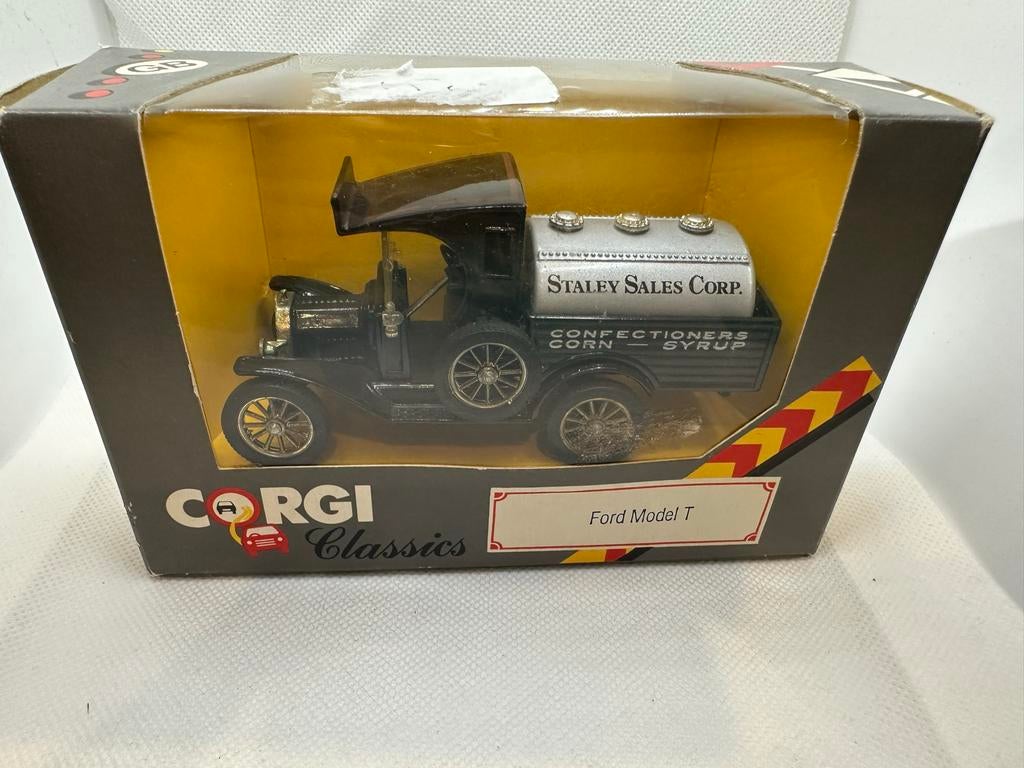 STALEY SALES CORP.
CONFECTIONERS
CORN SYRUP
CORGI
Classics
Ford Model T